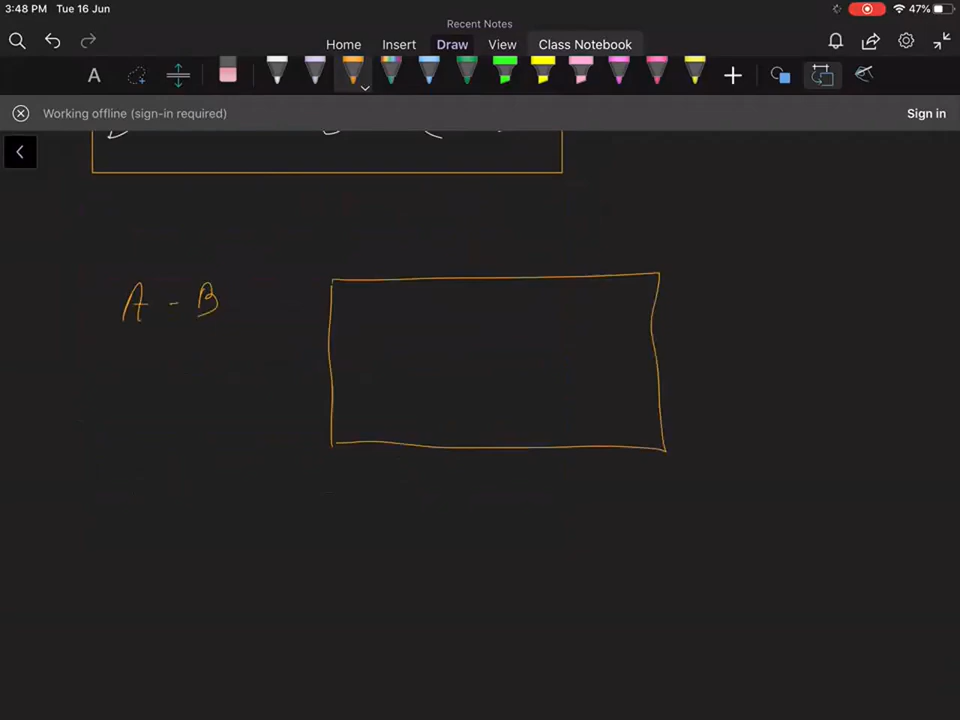 3:48 PM Tue 16 Jun
47%
Recent Notes
Home Insert Draw View Class Notebook
A
Working offline (sign-in required)
Sign in
A - B